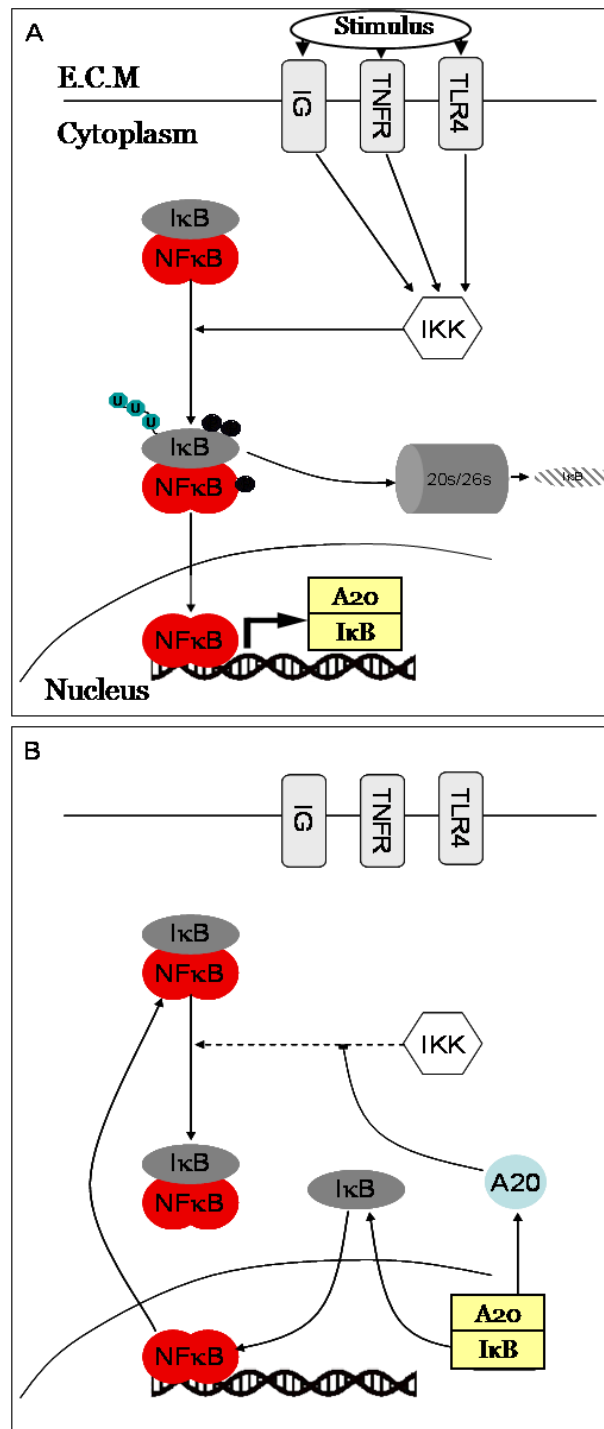 A
Stimulus
E.C.M
IG
TNFR
TLR4
Cytoplasm
IκB
NFκB
IKK
U
U
U
IκB
NFκB
20s/26s
IκB
A20
IκB
NFκB
Nucleus
B
IG
TNFR
TLR4
IκB
NFκB
IKK
IκB
NFκB
IκB
A20
A20
IκB
NFκB